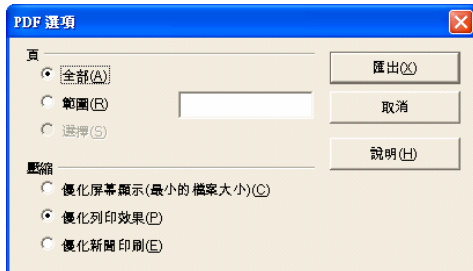 PDF 選項
頁
全部(A)
範圍(R)
選擇(S)
匯出(X)
取消
說明(H)
壓縮
優化屏幕顯示(最小的檔案大小)(C)
優化列印效果(P)
優化新聞印刷(E)